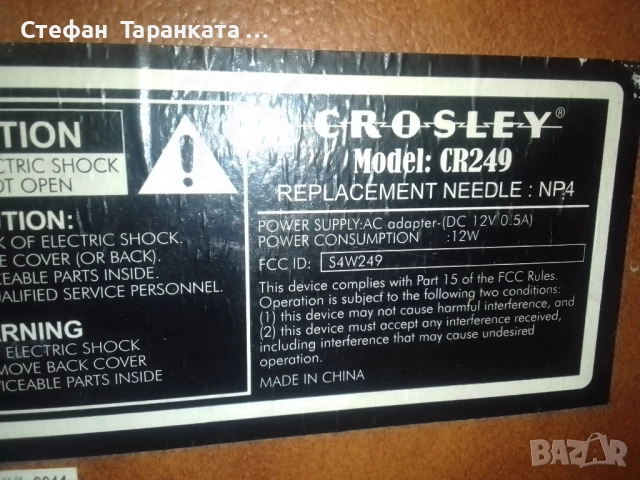 Стефан Таранката ...
TION
CTRIC SHOCK
OT OPEN
UTION:
K OF ELECTRIC SHOCK.
E COVER (OR BACK).
CEABLE PARTS INSIDE.
UALIFIED SERVICE PERSONNEL.
RNING
ELECTRIC SHOCK
MOVE BACK COVER
VICEABLE PARTS INSIDE
CROSLEY®
Model: CR249
REPLACEMENT NEEDLE : NP4
POWER SUPPLY:AC adapter-(DC 12V 0.5A)
POWER CONSUMPTION :12W
FCC ID: S4W249
This device complies with Part 15 of the FCC Rules.
Operation is subject to the following two conditions:
(1) this device may not cause harmful interference, and
(2) this device must accept any interference received,
including interference that may cause undesired
operation.
MADE IN CHINA
BAZAR